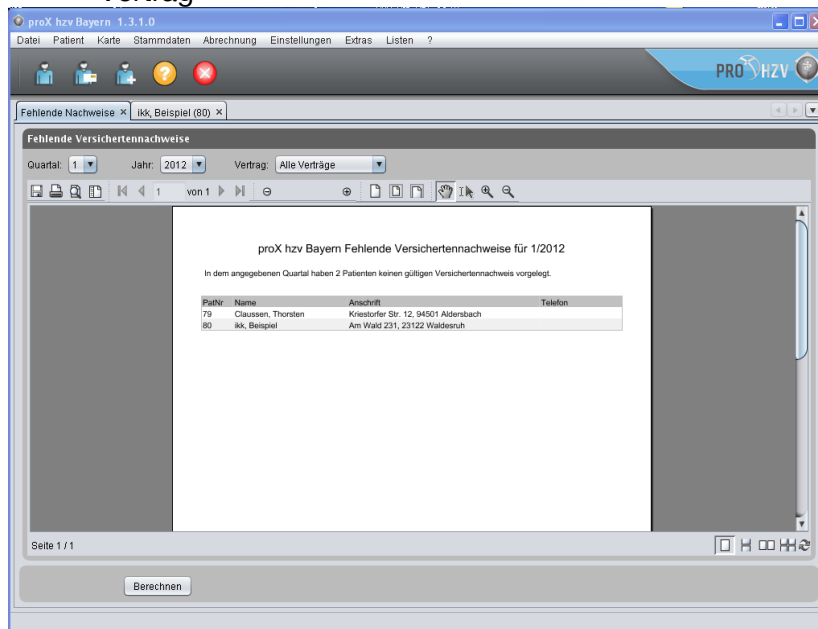 Vertrag
proX hzv Bayern 1.3.1.0
Datei Patient Karte Stammdaten Abrechnung Einstellungen Extras Listen ?
PRO HZV
Fehlende Nachweise × ikk, Beispiel (80) ×
Fehlende Versichertennachweise
Quartal: 1 Jahr: 2012 Vertrag: Alle Verträge
1 von 1
proX hzv Bayern Fehlende Versichertennachweise für 1/2012
In dem angegebenen Quartal haben 2 Patienten keinen gültigen Versichertennachweis vorgelegt.
PatNr Name Anschrift Telefon
79 Claussen, Thorsten Kriestorfer Str. 12, 94501 Aldersbach
80 ikk, Beispiel Am Wald 231, 23122 Waldesruh
Seite 1 / 1
Berechnen